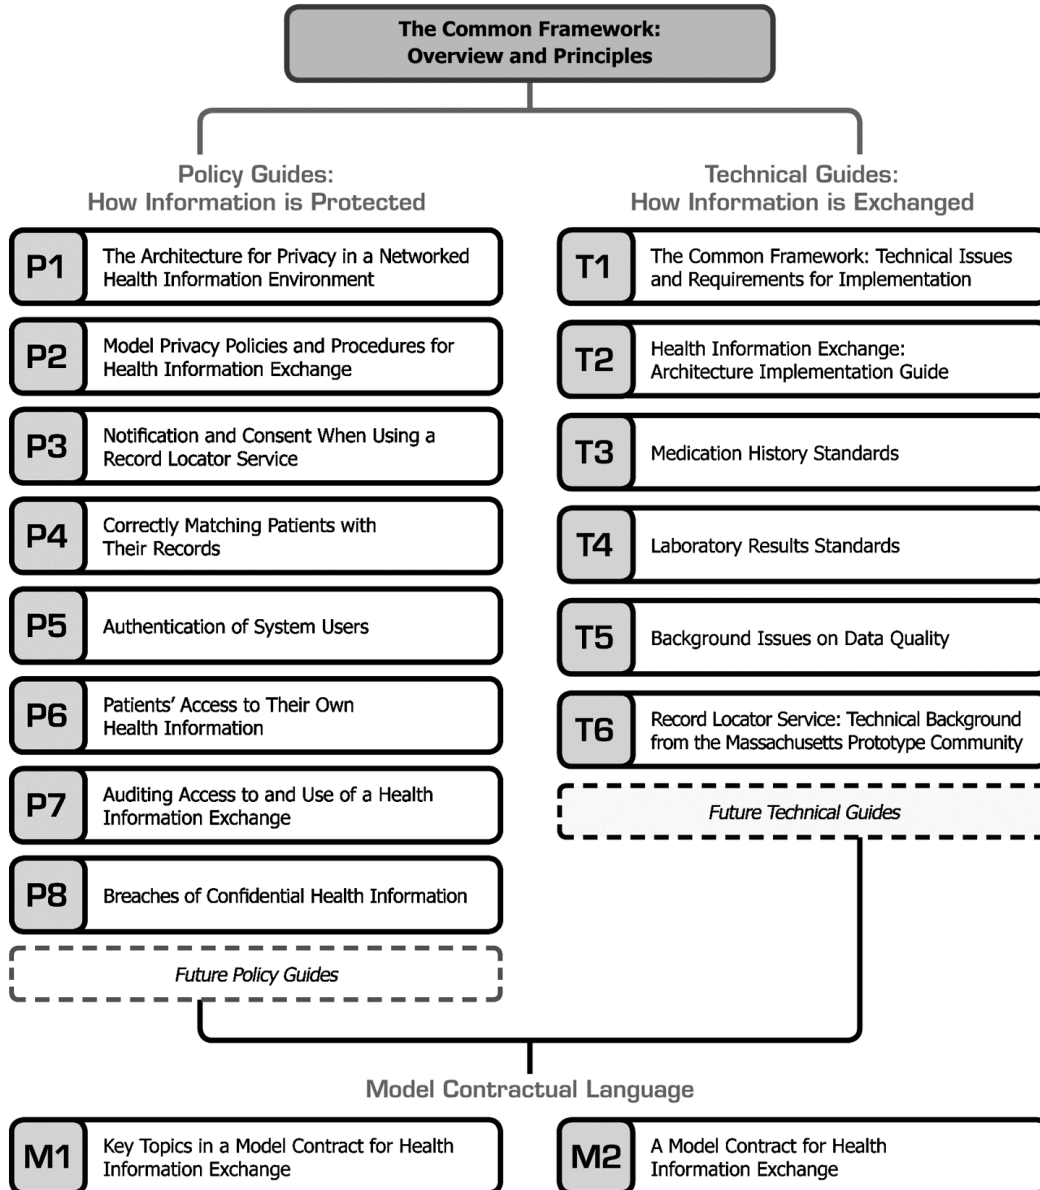 The Common Framework:
Overview and Principles
Policy Guides:
How Information is Protected
P1
The Architecture for Privacy in a Networked
Health Information Environment
P2
Model Privacy Policies and Procedures for
Health Information Exchange
P3
Notification and Consent When Using a
Record Locator Service
P4
Correctly Matching Patients with
Their Records
P5
Authentication of System Users
P6
Patients’ Access to Their Own
Health Information
P7
Auditing Access to and Use of a Health
Information Exchange
P8
Breaches of Confidential Health Information
Future Policy Guides
Technical Guides:
How Information is Exchanged
T1
The Common Framework: Technical Issues
and Requirements for Implementation
T2
Health Information Exchange:
Architecture Implementation Guide
T3
Medication History Standards
T4
Laboratory Results Standards
T5
Background Issues on Data Quality
T6
Record Locator Service: Technical Background
from the Massachusetts Prototype Community
Future Technical Guides
Model Contractual Language
M1
Key Topics in a Model Contract for Health
Information Exchange
M2
A Model Contract for Health
Information Exchange